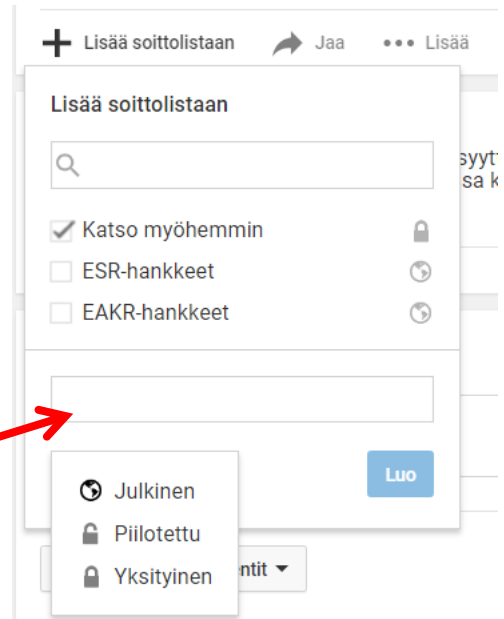 Lisää soittolistaan Jaa Lisää
Lisää soittolistaan
Katso myöhemmin
ESR-hankkeet
EAKR-hankkeet
Luo
Julkinen
Piilotettu
Yksityinen